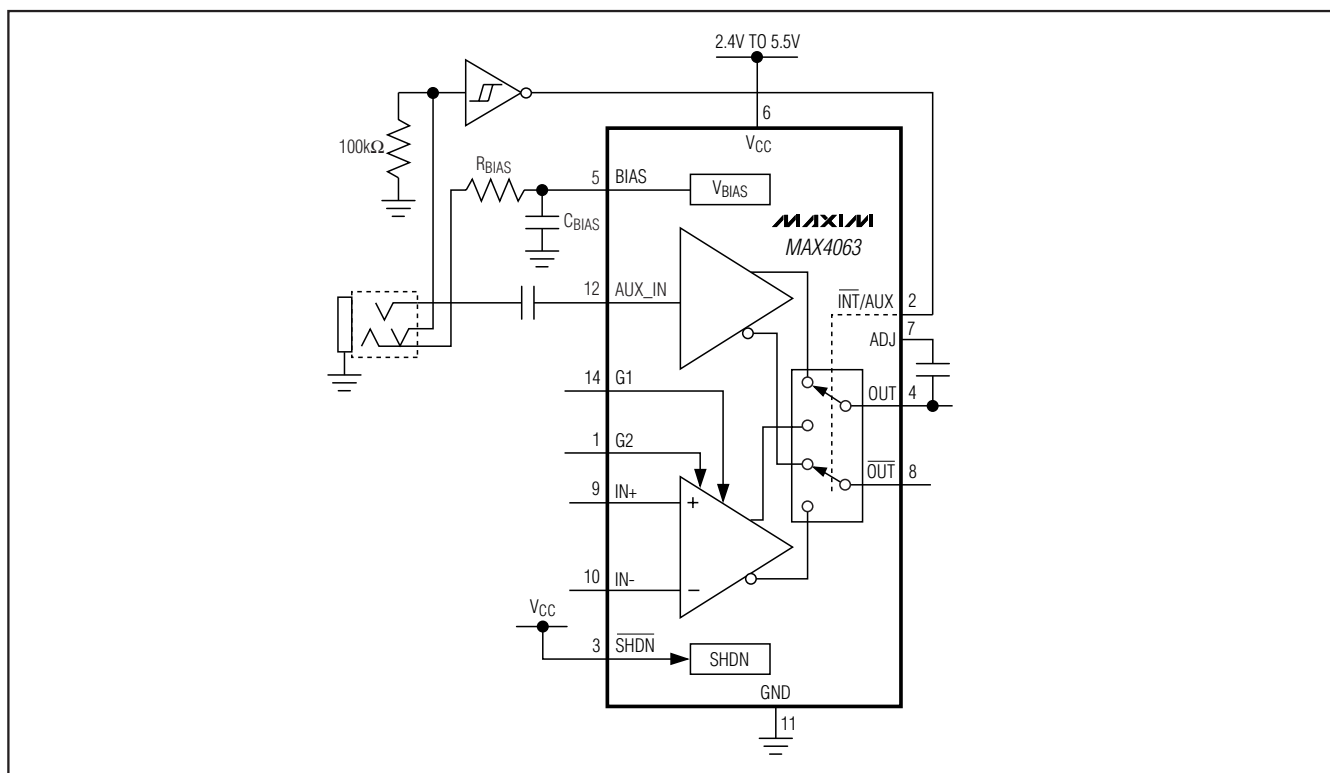 2.4V TO 5.5V
6
VCC
100kΩ
RBIAS
5 BIAS
VBIAS
CBIAS
MAXIM
MAX4063
12 AUX_IN
INT/AUX 2
7
ADJ
14 G1
OUT 4
1 G2
OUT 8
9 IN+
+
10 IN-
−
VCC
3 SHDN
SHDN
GND
11